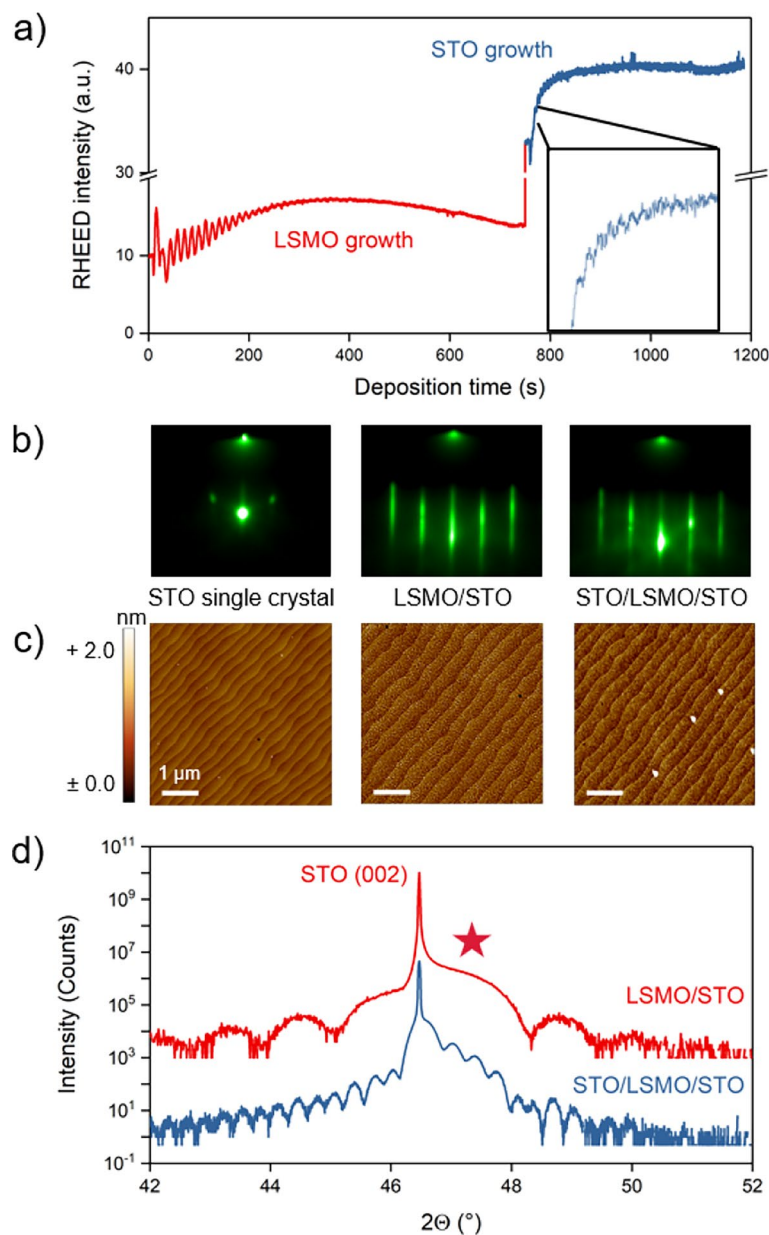 a)
RHEED intensity (a.u.)
40
30
10
0
STO growth
LSMO growth
0 200 400 600 800 1000 1200
Deposition time (s)
b)
STO single crystal LSMO/STO STO/LSMO/STO
c)
nm
+ 2.0
± 0.0
1 µm
d)
Intensity (Counts)
10¹¹
10⁹
10⁷
10⁵
10³
10¹
10⁻¹
STO (002)
LSMO/STO
STO/LSMO/STO
42 44 46 48 50 52
2Θ (°)